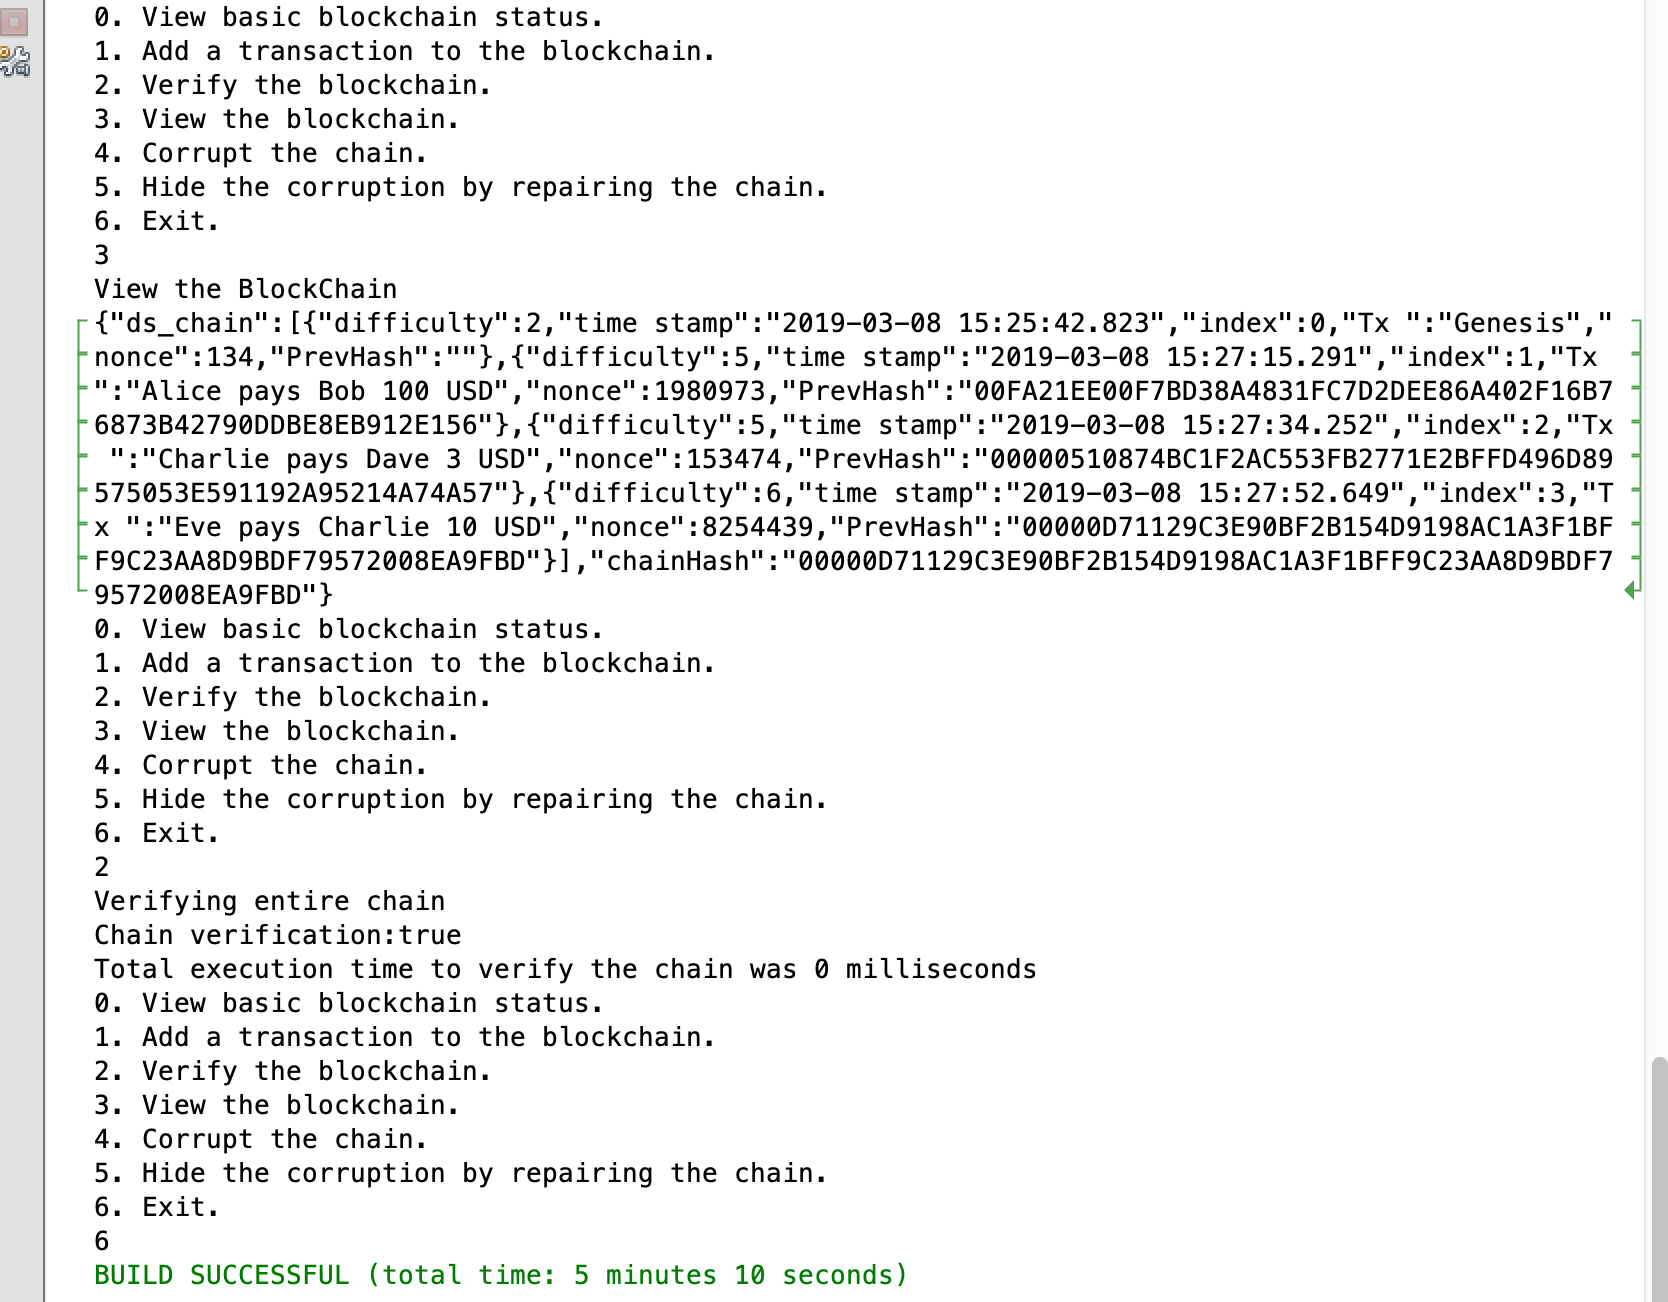 0. View basic blockchain status.
1. Add a transaction to the blockchain.
2. Verify the blockchain.
3. View the blockchain.
4. Corrupt the chain.
5. Hide the corruption by repairing the chain.
6. Exit.
3
View the BlockChain
{"ds_chain":[{"difficulty":2,"time stamp":"2019-03-08 15:25:42.823","index":0,"Tx ":"Genesis","
nonce":134,"PrevHash":""},{"difficulty":5,"time stamp":"2019-03-08 15:27:15.291","index":1,"Tx
":"Alice pays Bob 100 USD","nonce":1980973,"PrevHash":"00FA21EE00F7BD38A4831FC7D2DEE86A402F16B7
6873B42790DDBE8EB912E156"},{"difficulty":5,"time stamp":"2019-03-08 15:27:34.252","index":2,"Tx
 ":"Charlie pays Dave 3 USD","nonce":153474,"PrevHash":"00000510874BC1F2AC553FB2771E2BFFD496D89
575053E591192A95214A74A57"},{"difficulty":6,"time stamp":"2019-03-08 15:27:52.649","index":3,"T
x ":"Eve pays Charlie 10 USD","nonce":8254439,"PrevHash":"00000D71129C3E90BF2B154D9198AC1A3F1BF
F9C23AA8D9BDF79572008EA9FBD"}],"chainHash":"00000D71129C3E90BF2B154D9198AC1A3F1BFF9C23AA8D9BDF7
9572008EA9FBD"}
0. View basic blockchain status.
1. Add a transaction to the blockchain.
2. Verify the blockchain.
3. View the blockchain.
4. Corrupt the chain.
5. Hide the corruption by repairing the chain.
6. Exit.
2
Verifying entire chain
Chain verification:true
Total execution time to verify the chain was 0 milliseconds
0. View basic blockchain status.
1. Add a transaction to the blockchain.
2. Verify the blockchain.
3. View the blockchain.
4. Corrupt the chain.
5. Hide the corruption by repairing the chain.
6. Exit.
6
BUILD SUCCESSFUL (total time: 5 minutes 10 seconds)